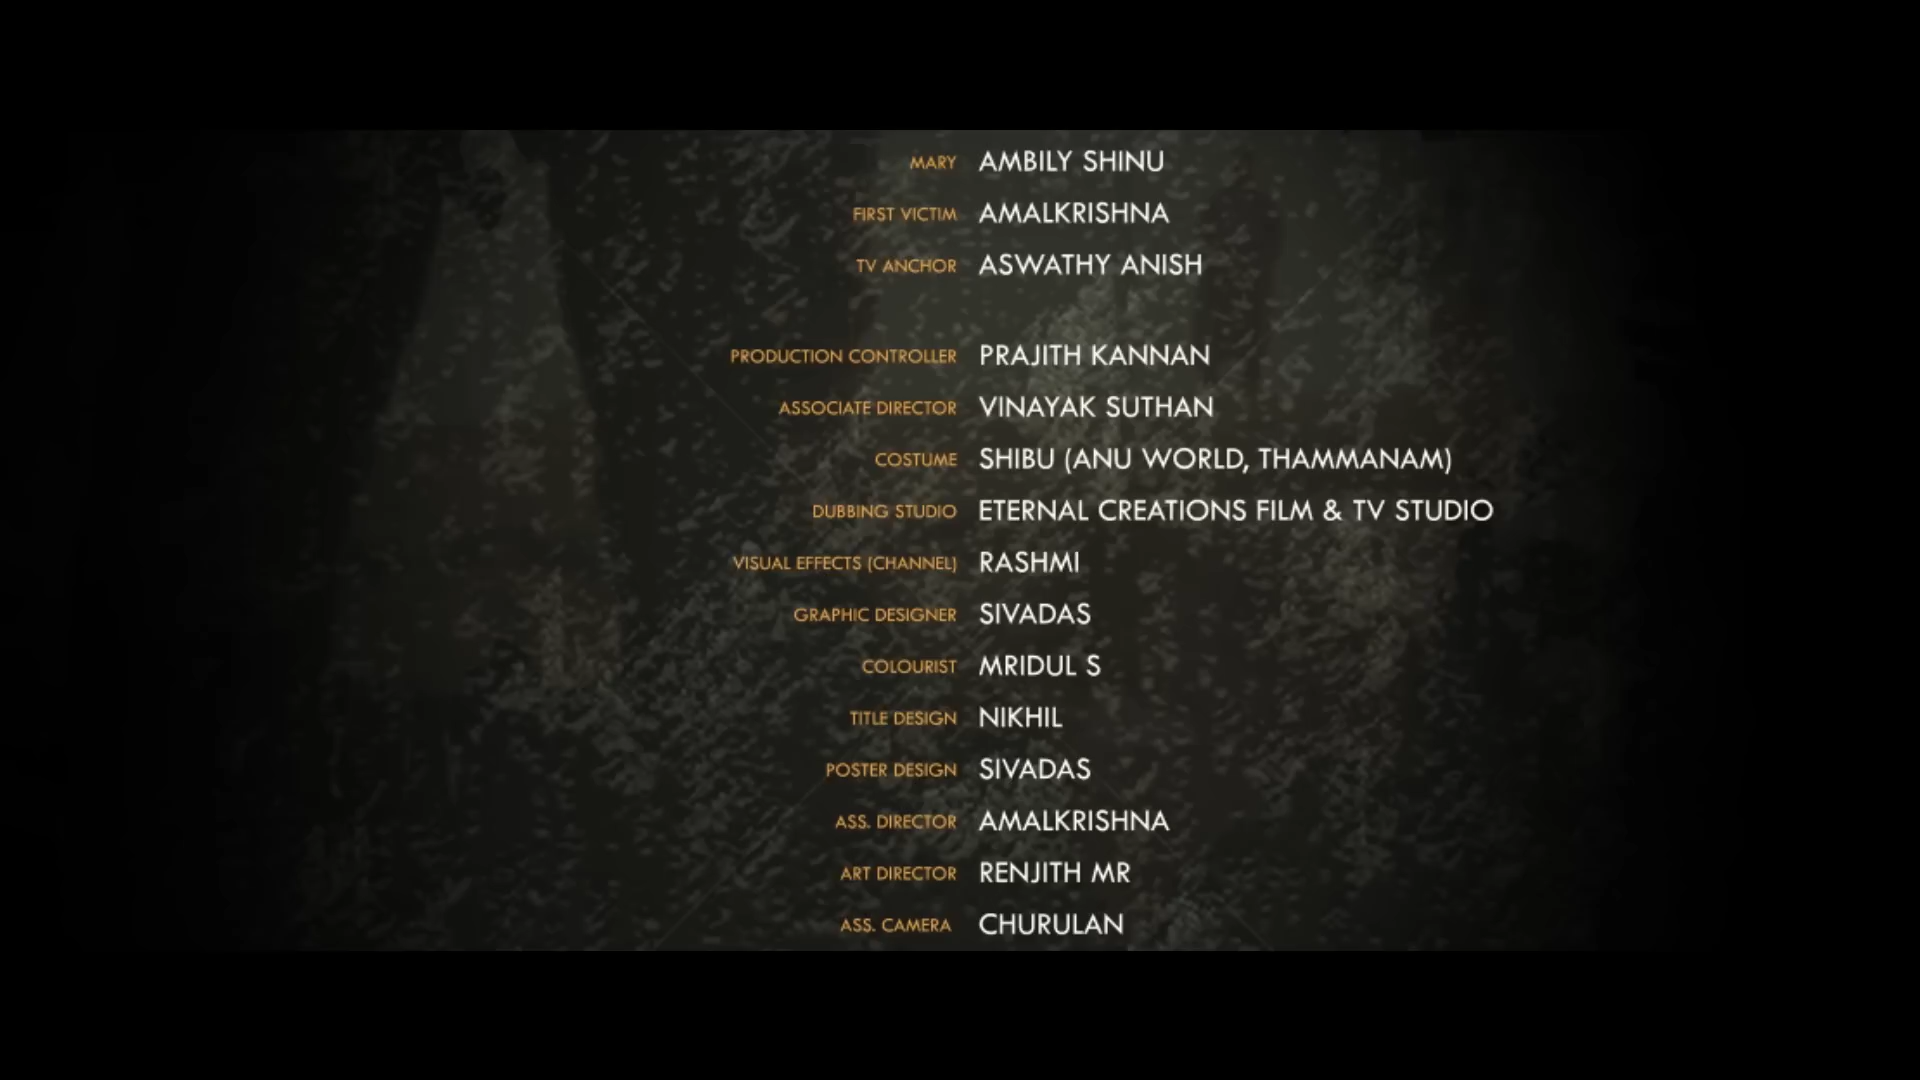 MARY AMBILY SHINU
FIRST VICTIM AMALKRISHNA
TV ANCHOR ASWATHY ANISH
PRODUCTION CONTROLLER PRAJITH KANNAN
ASSOCIATE DIRECTOR VINAYAK SUTHAN
COSTUME SHIBU (ANU WORLD, THAMMANAM)
DUBBING STUDIO ETERNAL CREATIONS FILM & TV STUDIO
VISUAL EFFECTS (CHANNEL) RASHMI
GRAPHIC DESIGNER SIVADAS
COLOURIST MRIDUL S
TITLE DESIGN NIKHIL
POSTER DESIGN SIVADAS
ASS. DIRECTOR AMALKRISHNA
ART DIRECTOR RENJITH MR
ASS. CAMERA CHURULAN